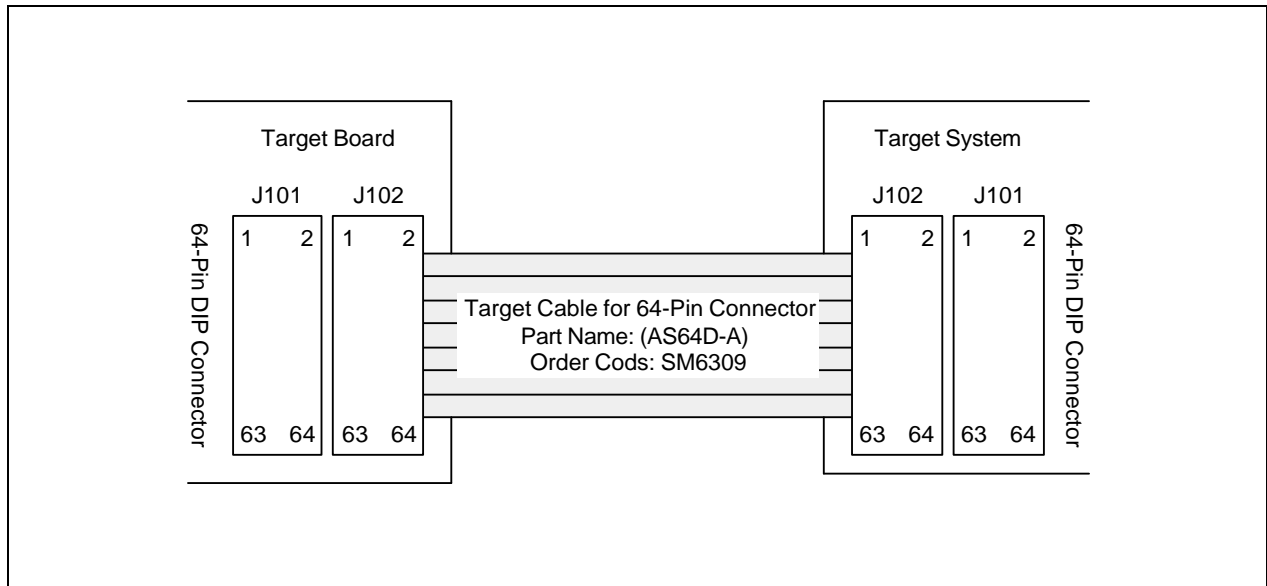 Target Board
J101 J102
1 2 1 2
63 64 63 64
64-Pin DIP Connector
Target Cable for 64-Pin Connector
Part Name: (AS64D-A)
Order Cods: SM6309
Target System
J102 J101
1 2 1 2
63 64 63 64
64-Pin DIP Connector